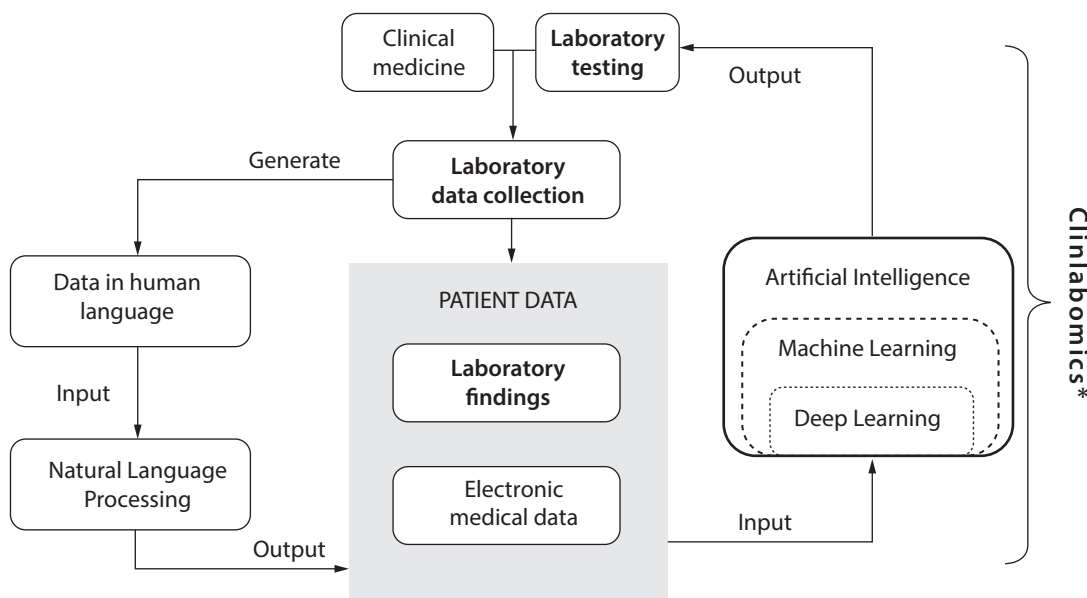 Clinical
medicine
Laboratory
testing
Output
Generate
Laboratory
data collection
Data in human
language
PATIENT DATA
Artificial Intelligence
Machine Learning
Deep Learning
Laboratory
findings
Input
Natural Language
Processing
Electronic
medical data
Input
Output
Clinlabomics*